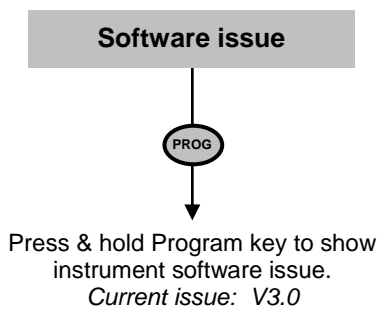 Software issue
PROG
Press & hold Program key to show
instrument software issue.
Current issue: V3.0